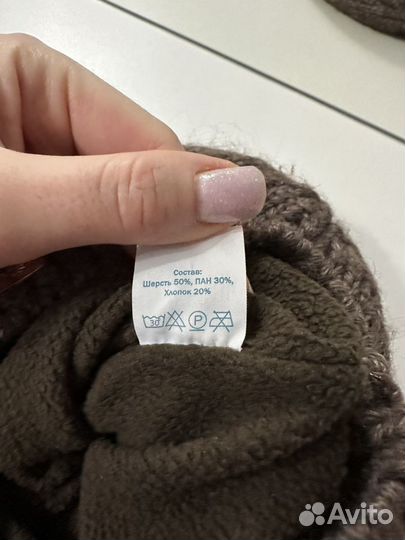 Состав:
Шерсть 50%, ПАН 30%,
Хлопок 20%
30 P
Avito